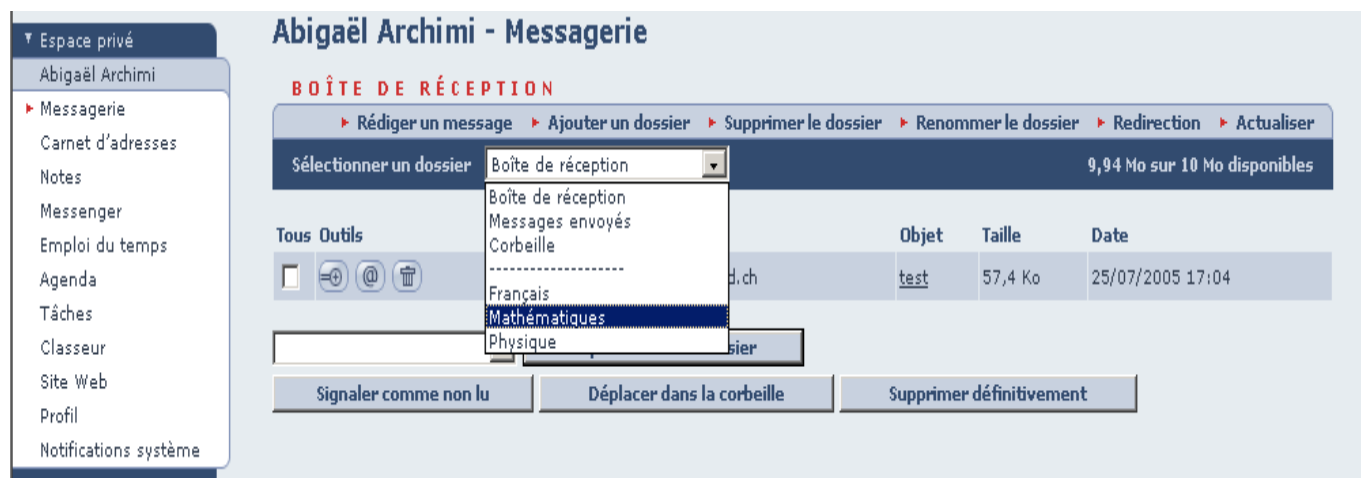 Espace privé
Abigaël Archimi
Messagerie
Carnet d'adresses
Notes
Messenger
Emploi du temps
Agenda
Tâches
Classeur
Site Web
Profil
Notifications système
Abigaël Archimi - Messagerie
BOÎTE DE RÉCEPTION
Rédiger un message Ajouter un dossier Supprimer le dossier Renommer le dossier Redirection Actualiser
Sélectionner un dossier Boîte de réception 9,94 Mo sur 10 Mo disponibles
Boîte de réception
Messages envoyés
Corbeille
-------------------
Français
Mathématiques
Physique
Tous Outils Objet Taille Date
d.ch test 57,4 Ko 25/07/2005 17:04
sier
Signaler comme non lu Déplacer dans la corbeille Supprimer définitivement